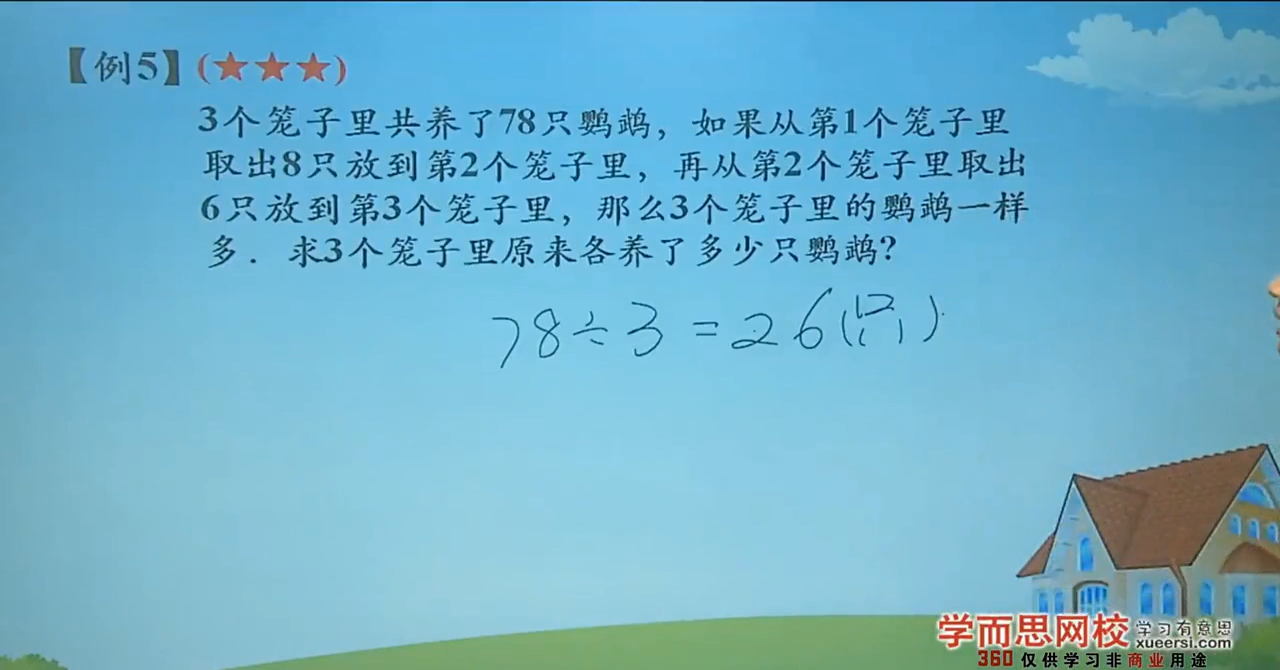 【例5】(★★★)
3个笼子里共养了78只鹦鹉，如果从第1个笼子里
取出8只放到第2个笼子里，再从第2个笼子里取出
6只放到第3个笼子里，那么3个笼子里的鹦鹉一样
多．求3个笼子里原来各养了多少只鹦鹉?
78÷3=26(只)
学而思网校 学习有意思
xueersi.com
360仅供学习非商业用途